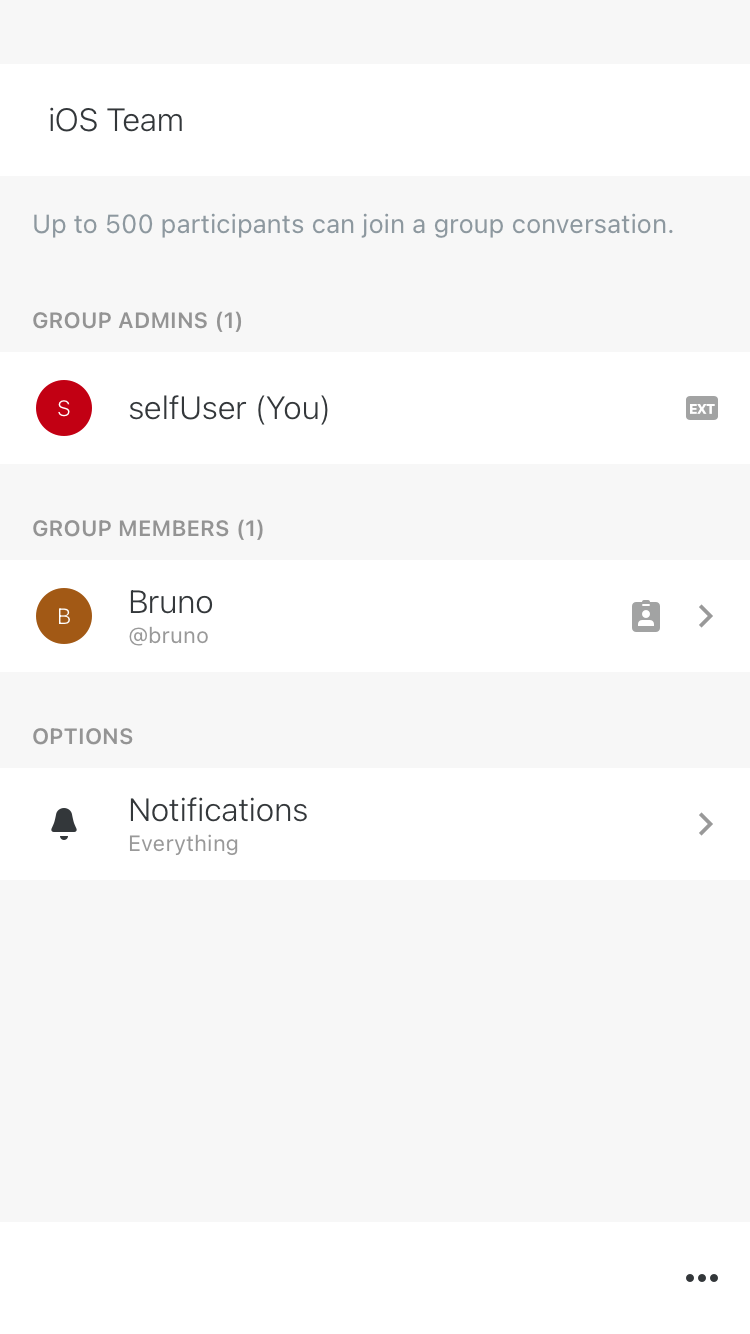 iOS Team
Up to 500 participants can join a group conversation.
GROUP ADMINS (1)
S selfUser (You) EXT
GROUP MEMBERS (1)
B Bruno
@bruno
OPTIONS
Notifications
Everything